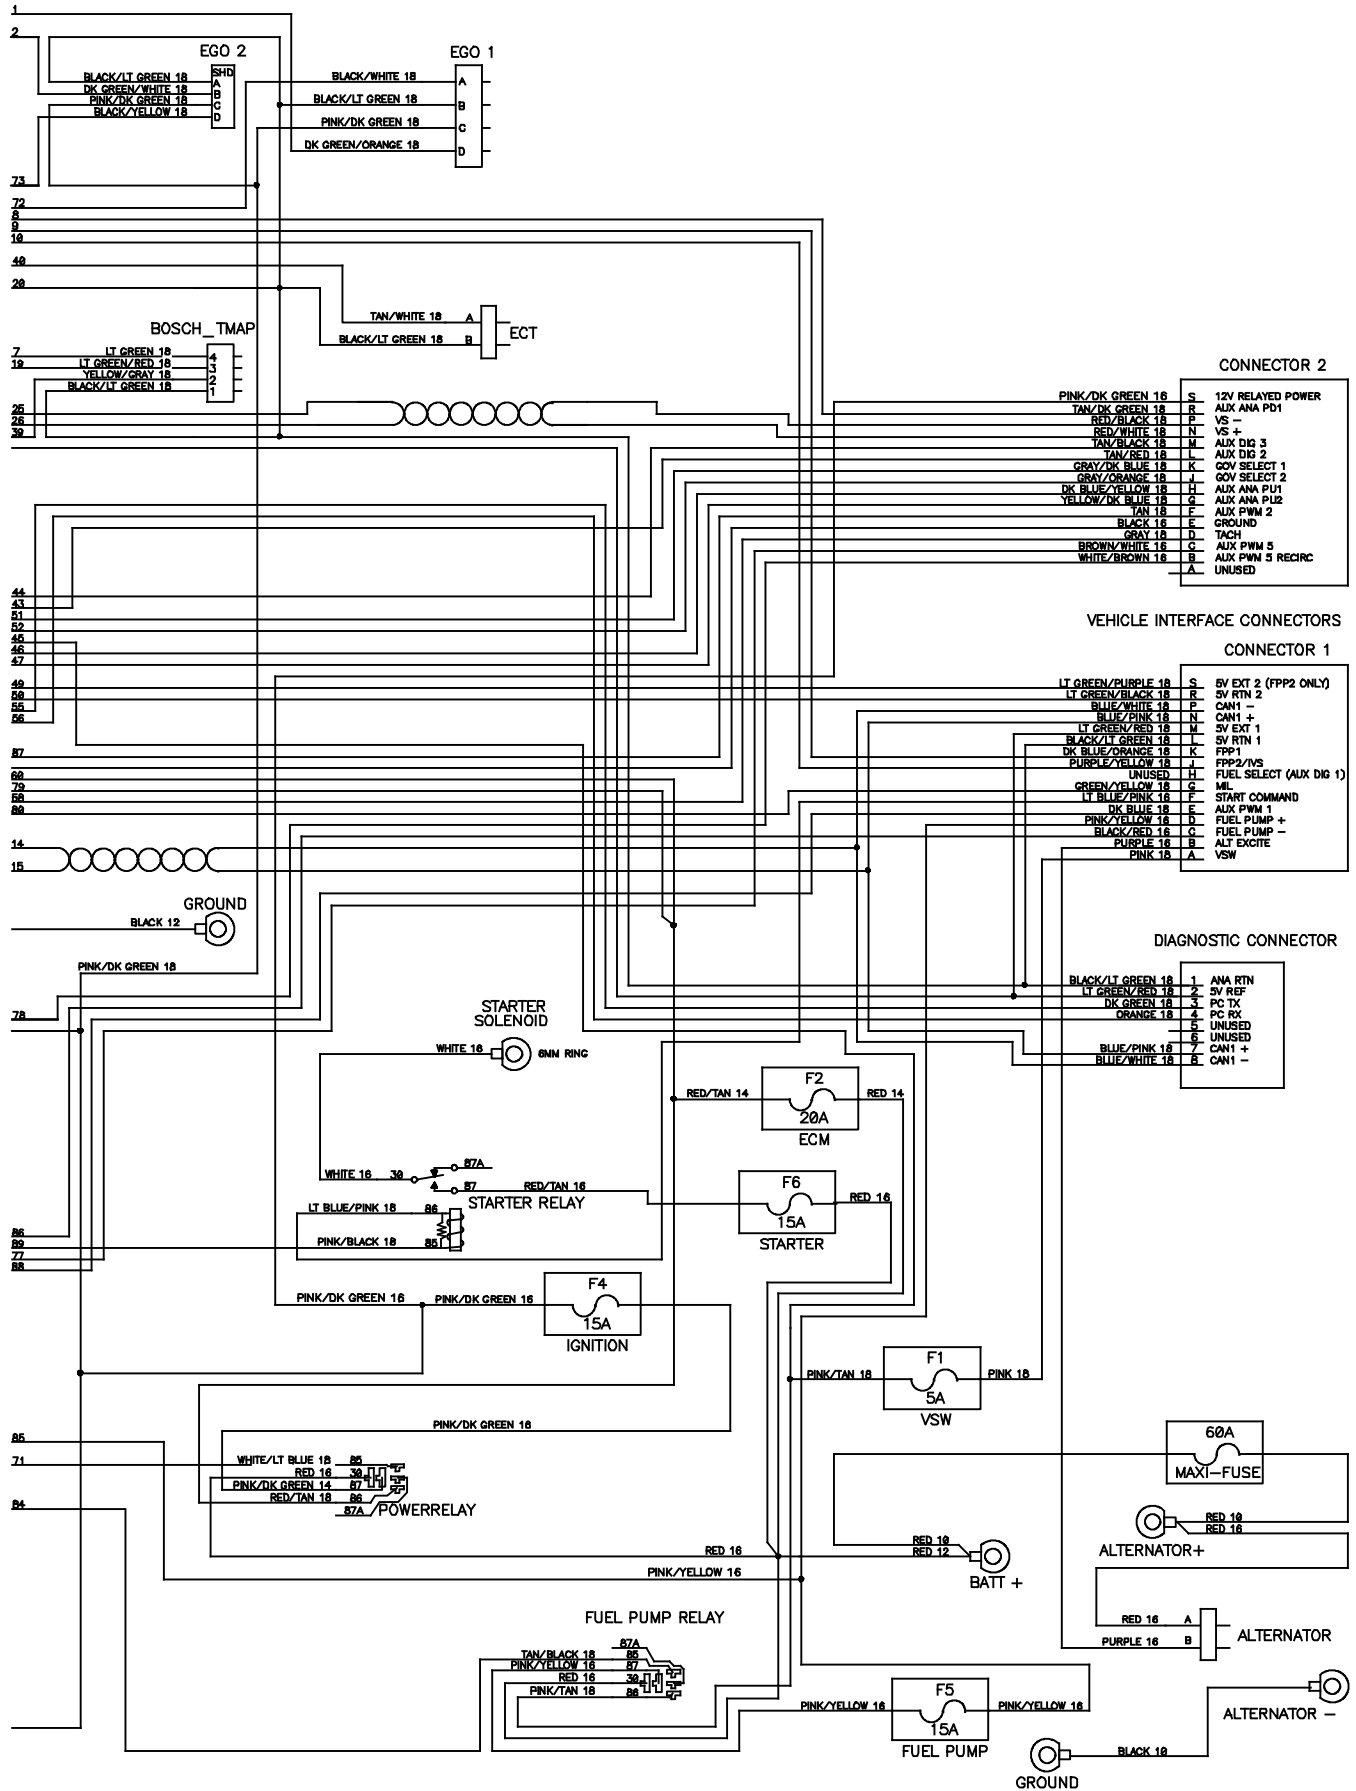 1
2
EGO 2
EGO 1
SHD
BLACK/LT GREEN 18 A
DK GREEN/WHITE 18 B
PINK/DK GREEN 18 C
BLACK/YELLOW 18 D
BLACK/WHITE 18 A
BLACK/LT GREEN 18 B
PINK/DK GREEN 18 C
DK GREEN/ORANGE 18 D
73
72
8
9
10
40
20
TAN/WHITE 18 A
BLACK/LT GREEN 18 B
ECT
BOSCH_TMAP
7 LT GREEN 18 4
19 LT GREEN/RED 18 3
YELLOW/GRAY 18 2
BLACK/LT GREEN 18 1
25
26
39
CONNECTOR 2
PINK/DK GREEN 16 S 12V RELAYED POWER
TAN/DK GREEN 18 R AUX ANA PD1
RED/BLACK 18 P VS -
RED/WHITE 18 N VS +
TAN/BLACK 18 M AUX DIG 3
TAN/RED 18 L AUX DIG 2
GRAY/DK BLUE 18 K GOV SELECT 1
GRAY/ORANGE 18 J GOV SELECT 2
DK BLUE/YELLOW 18 H AUX ANA PU1
YELLOW/DK BLUE 18 G AUX ANA PU2
TAN 18 F AUX PWM 2
BLACK 16 E GROUND
GRAY 18 D TACH
BROWN/WHITE 16 C AUX PWM 5
WHITE/BROWN 16 B AUX PWM 5 RECIRC
A UNUSED
44
43
51
52
45
46
47
VEHICLE INTERFACE CONNECTORS
CONNECTOR 1
49
50
55
56
LT GREEN/PURPLE 18 S 5V EXT 2 (FPP2 ONLY)
LT GREEN/BLACK 18 R 5V RTN 2
BLUE/WHITE 18 P CAN1 -
BLUE/PINK 18 N CAN1 +
LT GREEN/RED 18 M 5V EXT 1
BLACK/LT GREEN 18 L 5V RTN 1
DK BLUE/ORANGE 18 K FPP1
PURPLE/YELLOW 18 J FPP2/IVS
UNUSED H FUEL SELECT (AUX DIG 1)
GREEN/YELLOW 18 G MIL
LT BLUE/PINK 16 F START COMMAND
DK BLUE 18 E AUX PWM 1
PINK/YELLOW 16 D FUEL PUMP +
BLACK/RED 16 C FUEL PUMP -
PURPLE 16 B ALT EXCITE
PINK 18 A VSW
87
60
79
58
80
14
15
GROUND
BLACK 12
PINK/DK GREEN 18
DIAGNOSTIC CONNECTOR
BLACK/LT GREEN 18 1 ANA RTN
LT GREEN/RED 18 2 5V REF
DK GREEN 18 3 PC TX
ORANGE 18 4 PC RX
5 UNUSED
6 UNUSED
BLUE/PINK 18 7 CAN1 +
BLUE/WHITE 18 8 CAN1 -
78
STARTER
SOLENOID
WHITE 16
6MM RING
F2
RED/TAN 14
RED 14
20A
ECM
87A
WHITE 16 30
87
RED/TAN 16
STARTER RELAY
F6
RED 16
15A
STARTER
LT BLUE/PINK 18 86
PINK/BLACK 18 85
86
89
77
88
F4
PINK/DK GREEN 16
PINK/DK GREEN 16
15A
IGNITION
F1
PINK/TAN 18
PINK 18
5A
VSW
PINK/DK GREEN 16
85
71
84
WHITE/LT BLUE 18 85
RED 16 30
PINK/DK GREEN 14 87
RED/TAN 18 86
87A
POWERRELAY
60A
MAXI-FUSE
RED 10
RED 16
ALTERNATOR+
RED 16
RED 10
RED 12
BATT +
PINK/YELLOW 16
FUEL PUMP RELAY
87A
TAN/BLACK 18 85
PINK/YELLOW 16 87
RED 16 30
PINK/TAN 18 86
RED 16 A
PURPLE 16 B
ALTERNATOR
F5
PINK/YELLOW 16
PINK/YELLOW 16
15A
FUEL PUMP
ALTERNATOR -
BLACK 10
GROUND